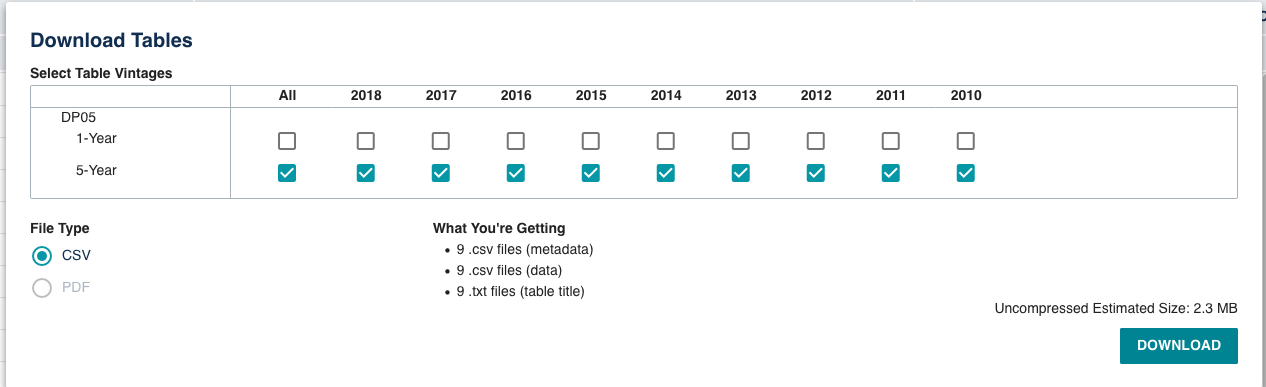 Download Tables
Select Table Vintages
All 2018 2017 2016 2015 2014 2013 2012 2011 2010
DP05
1-Year
5-Year
File Type
CSV
PDF
What You're Getting
• 9 .csv files (metadata)
• 9 .csv files (data)
• 9 .txt files (table title)
Uncompressed Estimated Size: 2.3 MB
DOWNLOAD